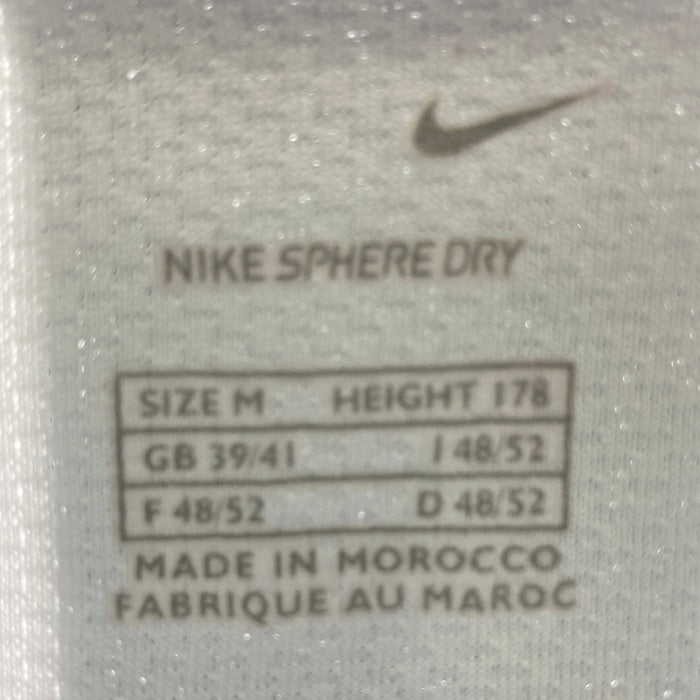 NIKE SPHERE DRY
SIZE M HEIGHT 178
GB 39/41 I 48/52
F 48/52 D 48/52
MADE IN MOROCCO
FABRIQUE AU MAROC